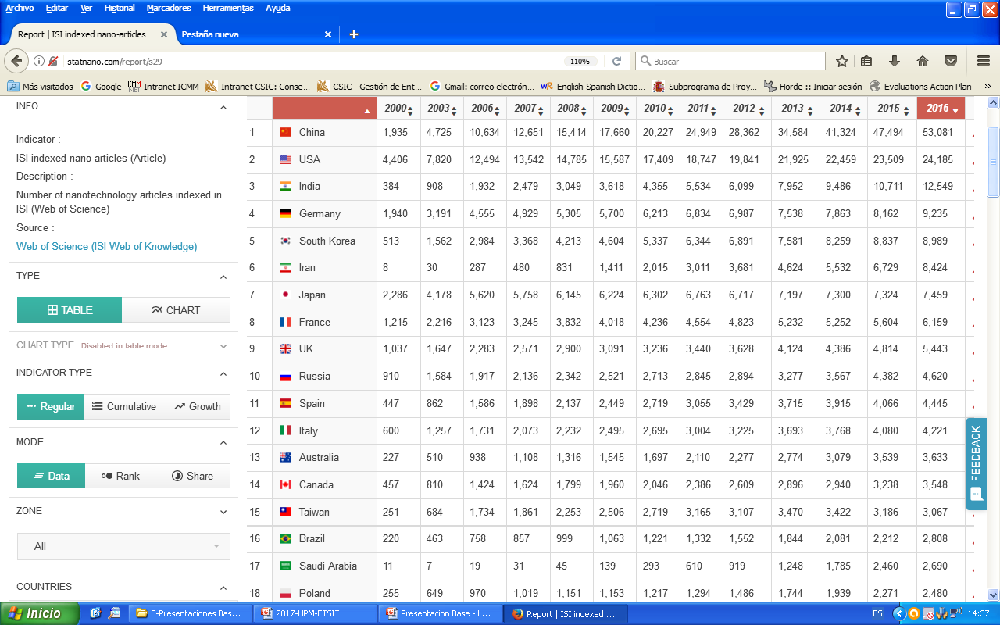 Archivo Editar Ver Historial Marcadores Herramientas Ayuda
Report | ISI indexed nano-articles... Pestaña nueva
statnano.com/report/s29 110% Buscar
Más visitados Google Intranet ICMM Intranet CSIC: Conse... CSIC - Gestión de Ent... Gmail: correo electrón... English-Spanish Dictio... Subprograma de Proy... Horde :: Iniciar sesión Evaluations Action Plan
INFO
Indicator :
ISI indexed nano-articles (Article)
Description :
Number of nanotechnology articles indexed in
ISI (Web of Science)
Source :
Web of Science (ISI Web of Knowledge)
TYPE
TABLE CHART
CHART TYPE Disabled in table mode
INDICATOR TYPE
Regular Cumulative Growth
MODE
Data Rank Share
ZONE
All
COUNTRIES
2000 2003 2006 2007 2008 2009 2010 2011 2012 2013 2014 2015 2016
1 China 1,935 4,725 10,634 12,651 15,414 17,660 20,227 24,949 28,362 34,584 41,324 47,494 53,081
2 USA 4,406 7,820 12,494 13,542 14,785 15,587 17,409 18,747 19,841 21,925 22,459 23,509 24,185
3 India 384 908 1,932 2,479 3,049 3,618 4,355 5,534 6,099 7,952 9,486 10,711 12,549
4 Germany 1,940 3,191 4,555 4,929 5,305 5,700 6,213 6,834 6,987 7,538 7,863 8,162 9,235
5 South Korea 513 1,562 2,984 3,368 4,213 4,604 5,337 6,344 6,891 7,581 8,259 8,837 8,989
6 Iran 8 30 287 480 831 1,411 2,015 3,011 3,681 4,624 5,532 6,729 8,424
7 Japan 2,286 4,178 5,620 5,758 6,145 6,224 6,302 6,763 6,717 7,197 7,300 7,324 7,459
8 France 1,215 2,216 3,123 3,245 3,832 4,018 4,236 4,554 4,823 5,232 5,252 5,604 6,159
9 UK 1,037 1,647 2,283 2,571 2,900 3,091 3,236 3,440 3,628 4,124 4,386 4,814 5,443
10 Russia 910 1,584 1,917 2,136 2,342 2,521 2,713 2,845 2,894 3,277 3,567 4,382 4,620
11 Spain 447 862 1,586 1,898 2,137 2,449 2,719 3,055 3,429 3,715 3,915 4,066 4,445
12 Italy 600 1,257 1,731 2,073 2,232 2,495 2,695 3,004 3,225 3,693 3,768 4,080 4,221
13 Australia 227 510 938 1,108 1,316 1,545 1,697 2,110 2,277 2,774 3,079 3,539 3,633
14 Canada 457 810 1,424 1,624 1,799 1,960 2,046 2,386 2,609 2,896 2,940 3,238 3,548
15 Taiwan 251 684 1,734 1,861 2,253 2,506 2,719 3,165 3,107 3,470 3,422 3,186 3,067
16 Brazil 220 463 758 857 999 1,063 1,221 1,332 1,552 1,844 2,081 2,212 2,808
17 Saudi Arabia 11 7 19 31 45 139 293 610 919 1,248 1,785 2,460 2,690
18 Poland 255 649 970 1,019 1,151 1,153 1,217 1,294 1,486 1,744 1,939 2,271 2,480
FEEDBACK
Inicio 0-Presentaciones Bas... 2017-UPM-ETSIT Presentacion Base - L... Report | ISI indexed ... ES 14:37